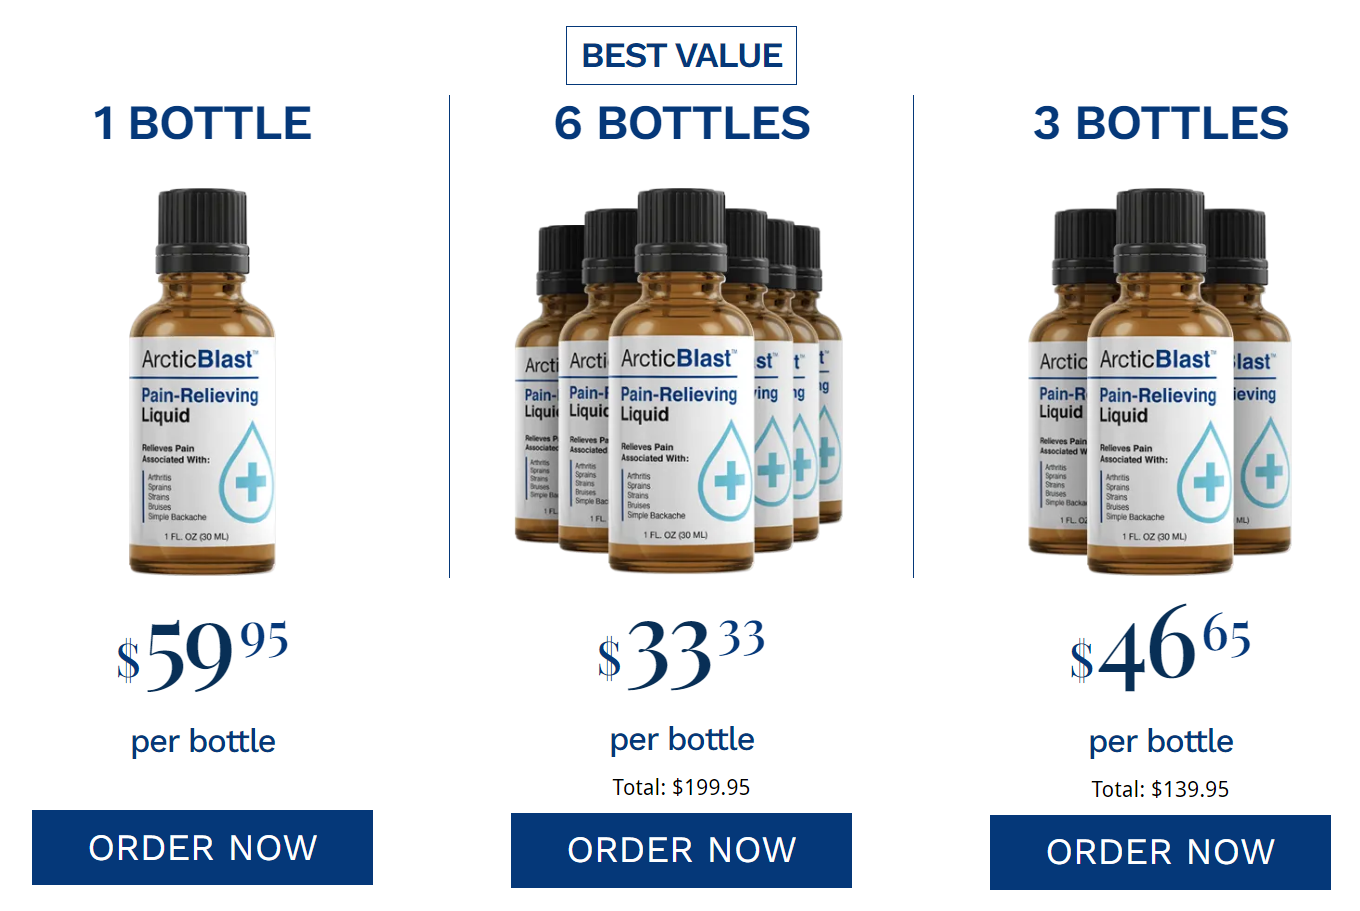 BEST VALUE
1 BOTTLE
ArcticBlast™
Pain-Relieving
Liquid
Relieves Pain
Associated With:
Arthritis
Sprains
Strains
Bruises
Simple Backache
1 FL. OZ (30 ML)
$59 95
per bottle
ORDER NOW
6 BOTTLES
ArcticBlast™
Pain-Relieving
Liquid
Relieves Pain
Associated With:
Arthritis
Sprains
Strains
Bruises
Simple Backache
1 FL. OZ (30 ML)
$33 33
per bottle
Total: $199.95
ORDER NOW
3 BOTTLES
ArcticBlast™
Pain-Relieving
Liquid
Relieves Pain
Associated With:
Arthritis
Sprains
Strains
Bruises
Simple Backache
1 FL. OZ (30 ML)
$46 65
per bottle
Total: $139.95
ORDER NOW